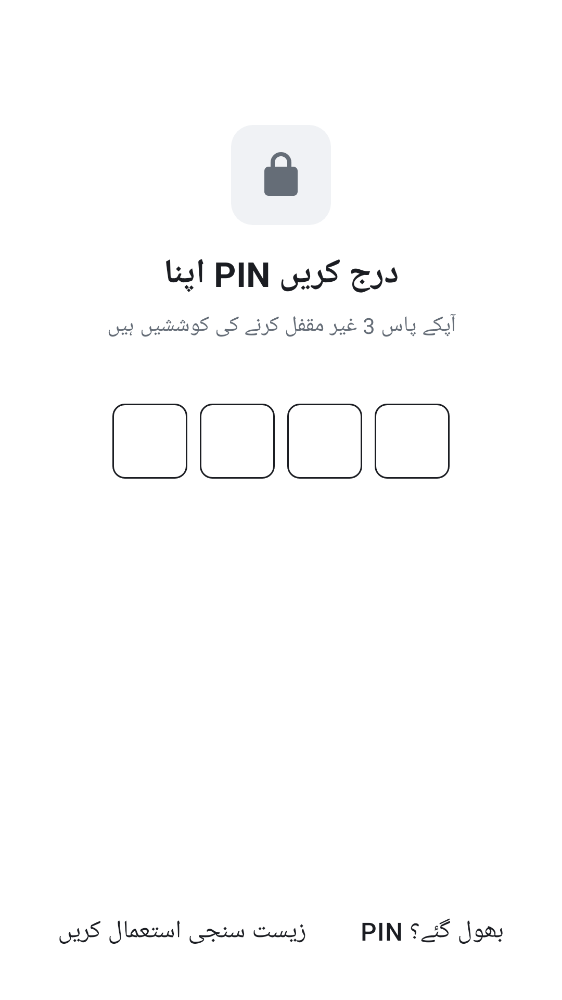 اپنا PIN درج کریں
آپکے پاس 3 غیر مقفل کرنے کی کوششیں ہیں
PIN بھول گئے؟
زیست سنجی استعمال کریں